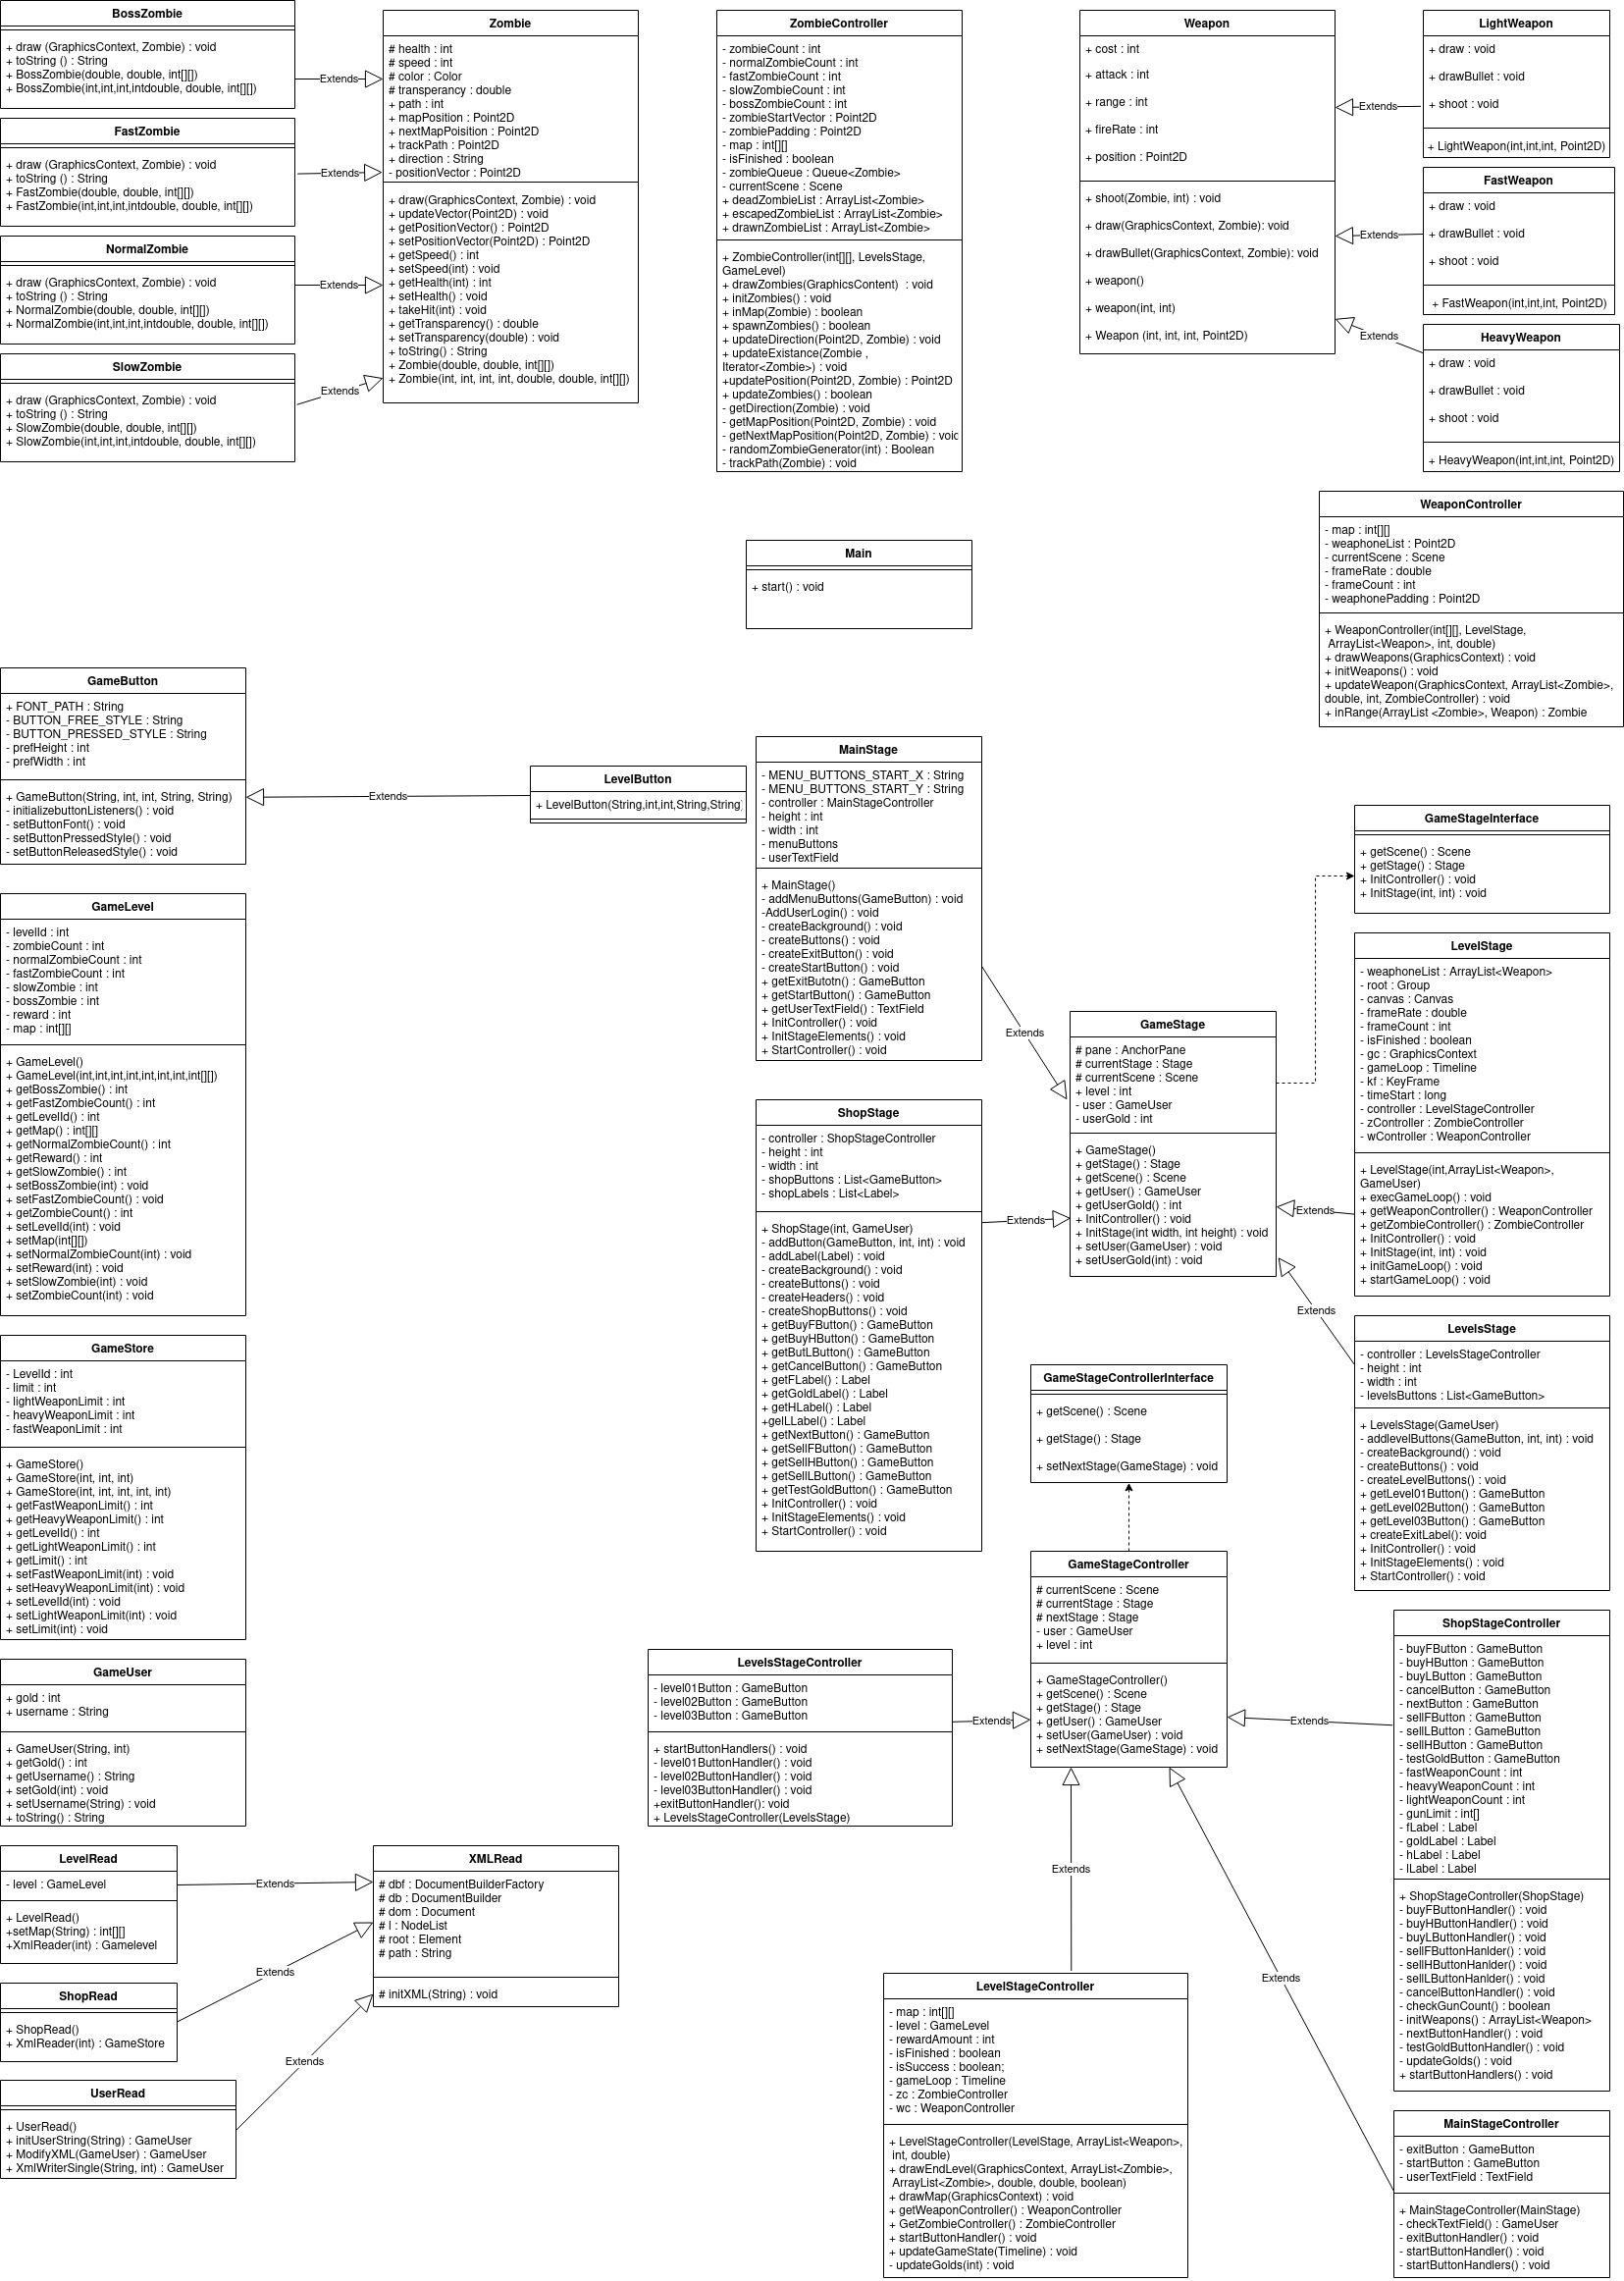 BossZombie
+ draw (GraphicsContext, Zombie) : void
+ toString () : String
+ BossZombie(double, double, int[][])
+ BossZombie(int,int,int,intdouble, double, int[][])
Extends
FastZombie
+ draw (GraphicsContext, Zombie) : void
+ toString () : String
+ FastZombie(double, double, int[][])
+ FastZombie(int,int,int,intdouble, double, int[][])
Extends
NormalZombie
+ draw (GraphicsContext, Zombie) : void
+ toString () : String
+ NormalZombie(double, double, int[][])
+ NormalZombie(int,int,int,intdouble, double, int[][])
Extends
SlowZombie
+ draw (GraphicsContext, Zombie) : void
+ toString () : String
+ SlowZombie(double, double, int[][])
+ SlowZombie(int,int,int,intdouble, double, int[][])
Extends
Zombie
# health : int
# speed : int
# color : Color
# transperancy : double
+ path : int
+ mapPosition : Point2D
+ nextMapPoisition : Point2D
+ trackPath : Point2D
+ direction : String
- positionVector : Point2D
+ draw(GraphicsContext, Zombie) : void
+ updateVector(Point2D) : void
+ getPositionVector() : Point2D
+ setPositionVector(Point2D) : Point2D
+ getSpeed() : int
+ setSpeed(int) : void
+ getHealth(int) : int
+ setHealth() : void
+ takeHit(int) : void
+ getTransparency() : double
+ setTransparency(double) : void
+ toString() : String
+ Zombie(double, double, int[][])
+ Zombie(int, int, int, int, double, double, int[][])
ZombieController
- zombieCount : int
- normalZombieCount : int
- fastZombieCount : int
- slowZombieCount : int
- bossZombieCount : int
- zombieStartVector : Point2D
- zombiePadding : Point2D
- map : int[][]
- isFinished : boolean
- zombieQueue : Queue<Zombie>
- currentScene : Scene
+ deadZombieList : ArrayList<Zombie>
+ escapedZombieList : ArrayList<Zombie>
+ drawnZombieList : ArrayList<Zombie>
+ ZombieController(int[][], LevelsStage,
GameLevel)
+ drawZombies(GraphicsContent) : void
+ initZombies() : void
+ inMap(Zombie) : boolean
+ spawnZombies() : boolean
+ updateDirection(Point2D, Zombie) : void
+ updateExistance(Zombie ,
Iterator<Zombie>) : void
+updatePosition(Point2D, Zombie) : Point2D
+ updateZombies() : boolean
- getDirection(Zombie) : void
- getMapPosition(Point2D, Zombie) : void
- getNextMapPosition(Point2D, Zombie) : void
- randomZombieGenerator(int) : Boolean
- trackPath(Zombie) : void
Weapon
+ cost : int
+ attack : int
+ range : int
+ fireRate : int
+ position : Point2D
+ shoot(Zombie, int) : void
+ draw(GraphicsContext, Zombie): void
+ drawBullet(GraphicsContext, Zombie): void
+ weapon()
+ weapon(int, int)
+ Weapon (int, int, int, Point2D)
LightWeapon
+ draw : void
+ drawBullet : void
+ shoot : void
+ LightWeapon(int,int,int, Point2D)
Extends
FastWeapon
+ draw : void
+ drawBullet : void
+ shoot : void
+ FastWeapon(int,int,int, Point2D)
Extends
HeavyWeapon
+ draw : void
+ drawBullet : void
+ shoot : void
+ HeavyWeapon(int,int,int, Point2D)
Extends
WeaponController
- map : int[][]
- weaphoneList : Point2D
- currentScene : Scene
- frameRate : double
- frameCount : int
- weaphonePadding : Point2D
+ WeaponController(int[][], LevelStage,
ArrayList<Weapon>, int, double)
+ drawWeapons(GraphicsContext) : void
+ initWeapons() : void
+ updateWeapon(GraphicsContext, ArrayList<Zombie>,
double, int, ZombieController) : void
+ inRange(ArrayList <Zombie>, Weapon) : Zombie
Main
+ start() : void
GameButton
+ FONT_PATH : String
- BUTTON_FREE_STYLE : String
- BUTTON_PRESSED_STYLE : String
- prefHeight : int
- prefWidth : int
+ GameButton(String, int, int, String, String)
- initializebuttonListeners() : void
- setButtonFont() : void
- setButtonPressedStyle() : void
- setButtonReleasedStyle() : void
Extends
LevelButton
+ LevelButton(String,int,int,String,String)
MainStage
- MENU_BUTTONS_START_X : String
- MENU_BUTTONS_START_Y : String
- controller : MainStageController
- height : int
- width : int
- menuButtons
- userTextField
+ MainStage()
- addMenuButtons(GameButton) : void
-AddUserLogin() : void
- createBackground() : void
- createButtons() : void
- createExitButton() : void
- createStartButton() : void
+ getExitButotn() : GameButton
+ getStartButton() : GameButton
+ getUserTextField() : TextField
+ InitController() : void
+ InitStageElements() : void
+ StartController() : void
Extends
GameStageInterface
+ getScene() : Scene
+ getStage() : Stage
+ InitController() : void
+ InitStage(int, int) : void
GameLevel
- levelId : int
- zombieCount : int
- normalZombieCount : int
- fastZombieCount : int
- slowZombie : int
- bossZombie : int
- reward : int
- map : int[][]
+ GameLevel()
+ GameLevel(int,int,int,int,int,int,int,int[][])
+ getBossZombie() : int
+ getFastZombieCount() : int
+ getLevelId() : int
+ getMap() : int[][]
+ getNormalZombieCount() : int
+ getReward() : int
+ getSlowZombie() : int
+ setBossZombie(int) : void
+ setFastZombieCount() : void
+ getZombieCount() : int
+ setLevelId(int) : void
+ setMap(int[][])
+ setNormalZombieCount(int) : void
+ setReward(int) : void
+ setSlowZombie(int) : void
+ setZombieCount(int) : void
ShopStage
- controller : ShopStageController
- height : int
- width : int
- shopButtons : List<GameButton>
- shopLabels : List<Label>
+ ShopStage(int, GameUser)
- addButton(GameButton, int, int) : void
- addLabel(Label) : void
- createBackground() : void
- createButtons() : void
- createHeaders() : void
- createShopButtons() : void
+ getBuyFButton() : GameButton
+ getBuyHButton() : GameButton
+ getButLButton() : GameButton
+ getCancelButton() : GameButton
+ getFLabel() : Label
+ getGoldLabel() : Label
+ getHLabel() : Label
+gelLLabel() : Label
+ getNextButton() : GameButton
+ getSellFButton() : GameButton
+ getSellHButton() : GameButton
+ getSellLButton() : GameButton
+ getTestGoldButton() : GameButton
+ InitController() : void
+ InitStageElements() : void
+ StartController() : void
Extends
GameStage
# pane : AnchorPane
# currentStage : Stage
# currentScene : Scene
+ level : int
- user : GameUser
- userGold : int
+ GameStage()
+ getStage() : Stage
+ getScene() : Scene
+ getUser() : GameUser
+ getUserGold() : int
+ InitController() : void
+ InitStage(int width, int height) : void
+ setUser(GameUser) : void
+ setUserGold(int) : void
LevelStage
- weaphoneList : ArrayList<Weapon>
- root : Group
- canvas : Canvas
- frameRate : double
- frameCount : int
- isFinished : boolean
- gc : GraphicsContext
- gameLoop : Timeline
- kf : KeyFrame
- timeStart : long
- controller : LevelStageController
- zController : ZombieController
- wController : WeaponController
+ LevelStage(int,ArrayList<Weapon>,
GameUser)
+ execGameLoop() : void
+ getWeaponController() : WeaponController
+ getZombieController() : ZombieController
+ InitController() : void
+ InitStage(int, int) : void
+ initGameLoop() : void
+ startGameLoop() : void
Extends
LevelsStage
- controller : LevelsStageController
- height : int
- width : int
- levelsButtons : List<GameButton>
+ LevelsStage(GameUser)
- addlevelButtons(GameButton, int, int) : void
- createBackground() : void
- createButtons() : void
- createLevelButtons() : void
+ getLevel01Button() : GameButton
+ getLevel02Button() : GameButton
+ getLevel03Button() : GameButton
+ createExitLabel(): void
+ InitController() : void
+ InitStageElements() : void
+ StartController() : void
Extends
GameStore
- LevelId : int
- limit : int
- lightWeaponLimit : int
- heavyWeaponLimit : int
- fastWeaponLimit : int
+ GameStore()
+ GameStore(int, int, int)
+ GameStore(int, int, int, int, int)
+ getFastWeaponLimit() : int
+ getHeavyWeaponLimit() : int
+ getLevelId() : int
+ getLightWeaponLimit() : int
+ getLimit() : int
+ setFastWeaponLimit(int) : void
+ setHeavyWeaponLimit(int) : void
+ setLevelId(int) : void
+ setLightWeaponLimit(int) : void
+ setLimit(int) : void
GameStageControllerInterface
+ getScene() : Scene
+ getStage() : Stage
+ setNextStage(GameStage) : void
GameStageController
# currentScene : Scene
# currentStage : Stage
# nextStage : Stage
- user : GameUser
+ level : int
+ GameStageController()
+ getScene() : Scene
+ getStage() : Stage
+ getUser() : GameUser
+ setUser(GameUser) : void
+ setNextStage(GameStage) : void
GameUser
+ gold : int
+ username : String
+ GameUser(String, int)
+ getGold() : int
+ getUsername() : String
+ setGold(int) : void
+ setUsername(String) : void
+ toString() : String
LevelsStageController
- level01Button : GameButton
- level02Button : GameButton
- level03Button : GameButton
+ startButtonHandlers() : void
- level01ButtonHandler() : void
- level02ButtonHandler() : void
- level03ButtonHandler() : void
+exitButtonHandler(): void
+ LevelsStageController(LevelsStage)
Extends
ShopStageController
- buyFButton : GameButton
- buyHButton : GameButton
- buyLButton : GameButton
- cancelButton : GameButton
- nextButton : GameButton
- sellFButton : GameButton
- sellLButton : GameButton
- sellHButton : GameButton
- testGoldButton : GameButton
- fastWeaponCount : int
- heavyWeaponCount : int
- lightWeaponCount : int
- gunLimit : int[]
- fLabel : Label
- goldLabel : Label
- hLabel : Label
- lLabel : Label
+ ShopStageController(ShopStage)
- buyFButtonHandler() : void
- buyHButtonHandler() : void
- buyLButtonHandler() : void
- sellFButtonHanlder() : void
- sellHButtonHanlder() : void
- sellLButtonHanlder() : void
- cancelButtonHandler() : void
- checkGunCount() : boolean
- initWeapons() : ArrayList<Weapon>
- nextButtonHandler() : void
- testGoldButtonHandler() : void
- updateGolds() : void
+ startButtonHandlers() : void
Extends
LevelRead
- level : GameLevel
+ LevelRead()
+setMap(String) : int[][]
+XmlReader(int) : Gamelevel
Extends
XMLRead
# dbf : DocumentBuilderFactory
# db : DocumentBuilder
# dom : Document
# l : NodeList
# root : Element
# path : String
# initXML(String) : void
ShopRead
+ ShopRead()
+ XmlReader(int) : GameStore
Extends
UserRead
+ UserRead()
+ initUserString(String) : GameUser
+ ModifyXML(GameUser) : GameUser
+ XmlWriterSingle(String, int) : GameUser
Extends
LevelStageController
- map : int[][]
- level : GameLevel
- rewardAmount : int
- isFinished : boolean
- isSuccess : boolean;
- gameLoop : Timeline
- zc : ZombieController
- wc : WeaponController
+ LevelStageController(LevelStage, ArrayList<Weapon>,
int, double)
+ drawEndLevel(GraphicsContext, ArrayList<Zombie>,
ArrayList<Zombie>, double, double, boolean)
+ drawMap(GraphicsContext) : void
+ getWeaponController() : WeaponController
+ GetZombieController() : ZombieController
+ startButtonHandler() : void
+ updateGameState(Timeline) : void
- updateGolds(int) : void
Extends
MainStageController
- exitButton : GameButton
- startButton : GameButton
- userTextField : TextField
+ MainStageController(MainStage)
- checkTextField() : GameUser
- exitButtonHandler() : void
- startButtonHandler() : void
- startButtonHandlers() : void
Extends